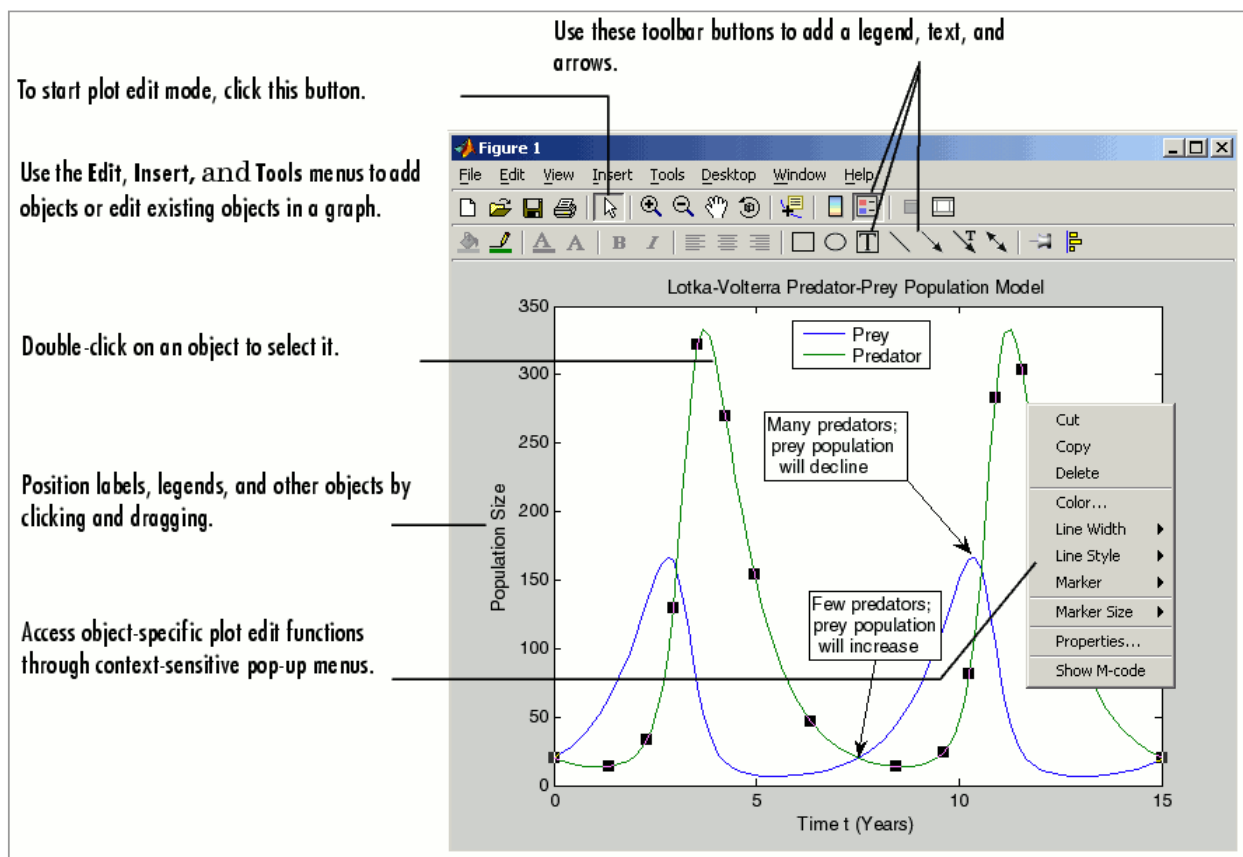 Use these toolbar buttons to add a legend, text, and
arrows.
To start plot edit mode, click this button.
Use the Edit, Insert, and Tools menus to add
objects or edit existing objects in a graph.
Double-click on an object to select it.
Position labels, legends, and other objects by
clicking and dragging.
Access object-specific plot edit functions
through context-sensitive pop-up menus.
Figure 1
File Edit View Insert Tools Desktop Window Help
T T
A A B I
Lotka-Volterra Predator-Prey Population Model
350
300
250
200
150
100
50
0
Population Size
Prey
Predator
Many predators;
prey population
will decline
Few predators;
prey population
will increase
Cut
Copy
Delete
Color...
Line Width
Line Style
Marker
Marker Size
Properties...
Show M-code
0 5 10 15
Time t (Years)